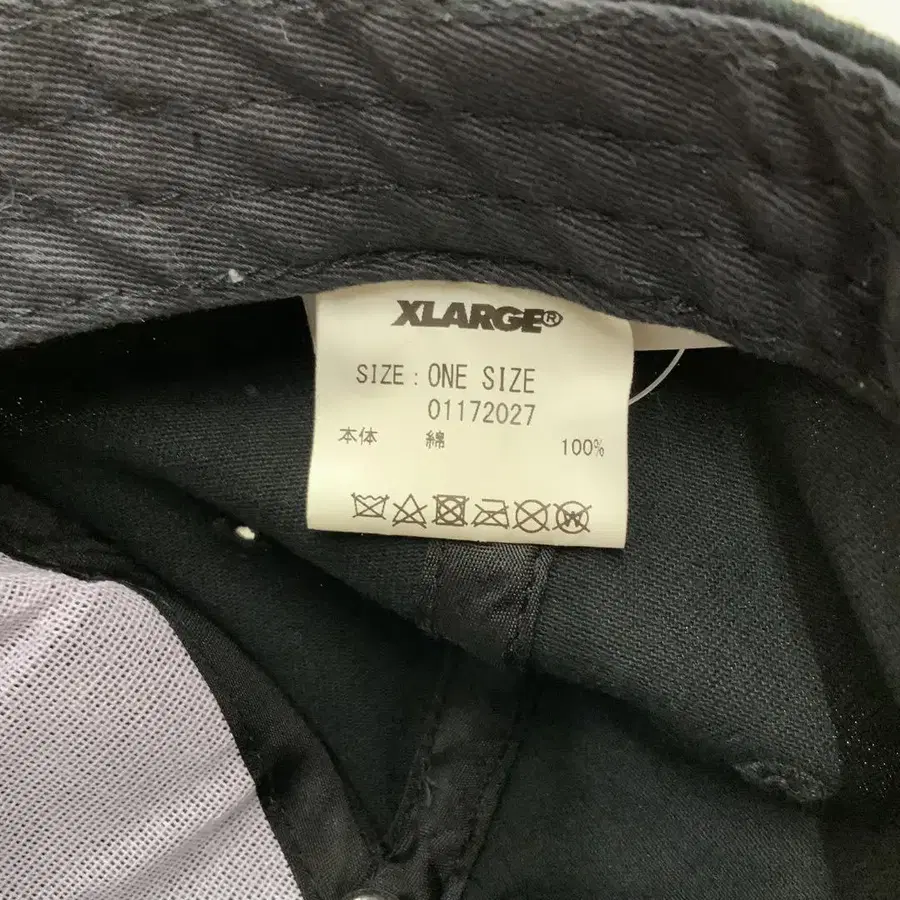 XLARGE®
SIZE : ONE SIZE
01172027
本体 綿 100%
W